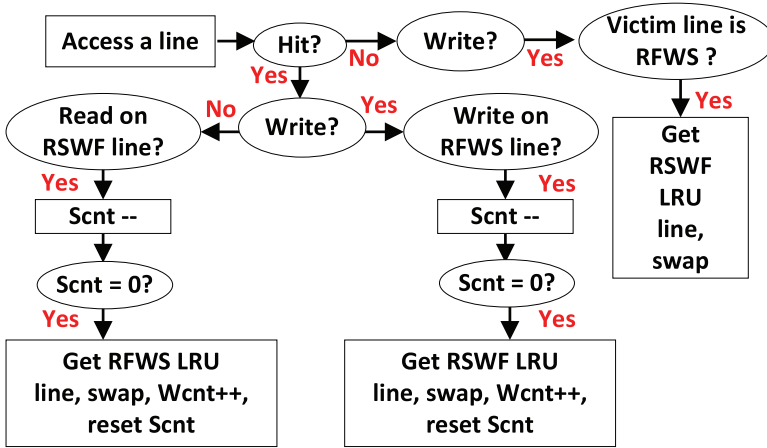 Access a line
Hit?
No
Write?
Yes
Victim line is
RFWS ?
Yes
Get
RSWF
LRU
line,
swap
Yes
Write?
No
Read on
RSWF line?
Yes
Scnt --
Scnt = 0?
Yes
Get RFWS LRU
line, swap, Wcnt++,
reset Scnt
Yes
Write on
RFWS line?
Yes
Scnt --
Scnt = 0?
Yes
Get RSWF LRU
line, swap, Wcnt++,
reset Scnt